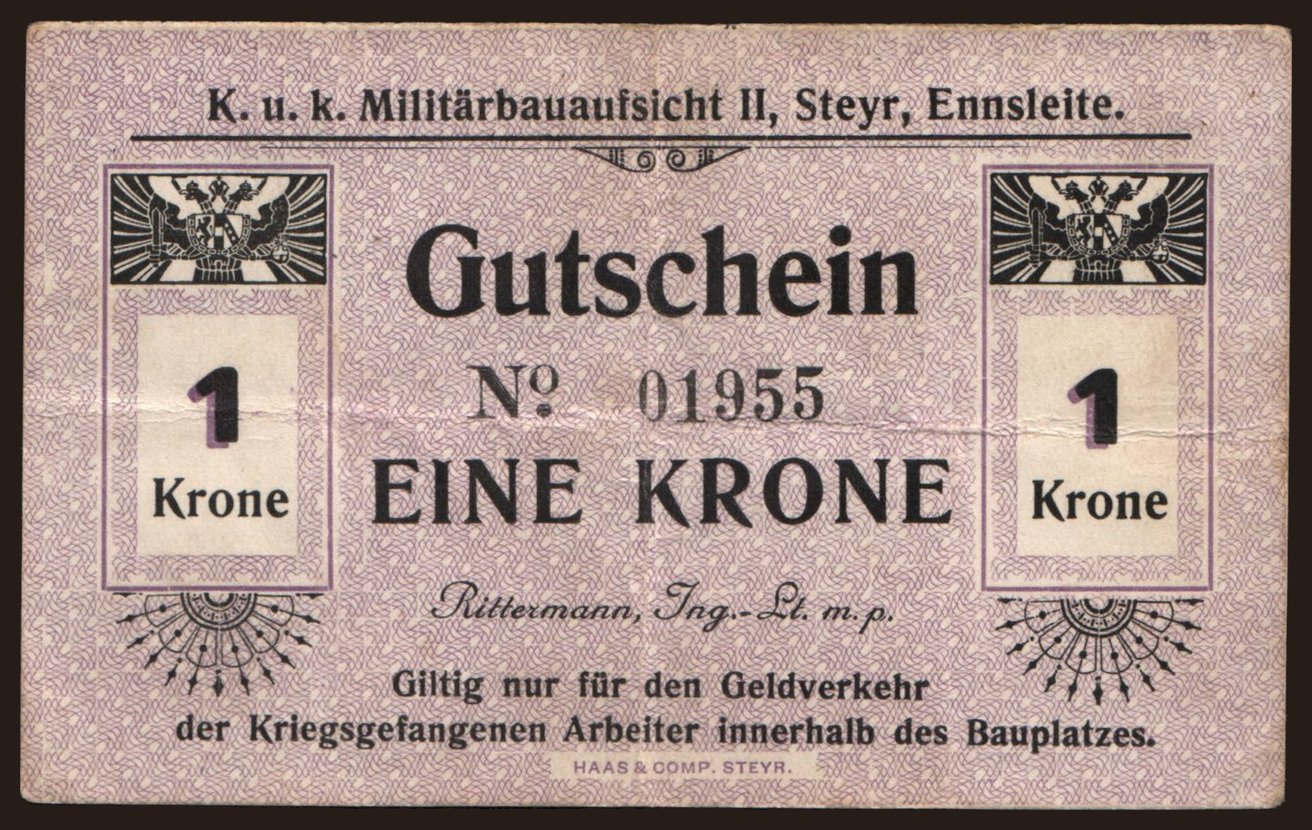 K. u. k. Militärbauaufsicht II, Steyr, Ennsleite.
Gutschein
No 01955
EINE KRONE
1
Krone
1
Krone
Rittermann, Ing.-Lt. m. p.
Giltig nur für den Geldverkehr
der Kriegsgefangenen Arbeiter innerhalb des Bauplatzes.
HAAS & COMP. STEYR.